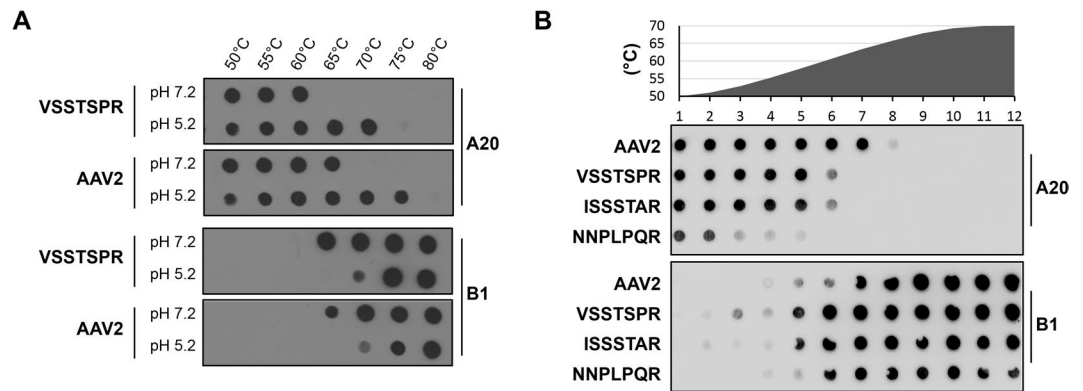 A
50°C 55°C 60°C 65°C 70°C 75°C 80°C
VSSTSPR
pH 7.2
pH 5.2
AAV2
pH 7.2
pH 5.2
A20
VSSTSPR
pH 7.2
pH 5.2
AAV2
pH 7.2
pH 5.2
B1
B
(°C)
70
65
60
55
50
1 2 3 4 5 6 7 8 9 10 11 12
AAV2
VSSTSPR
ISSSTAR
NNPLPQR
A20
AAV2
VSSTSPR
ISSSTAR
NNPLPQR
B1